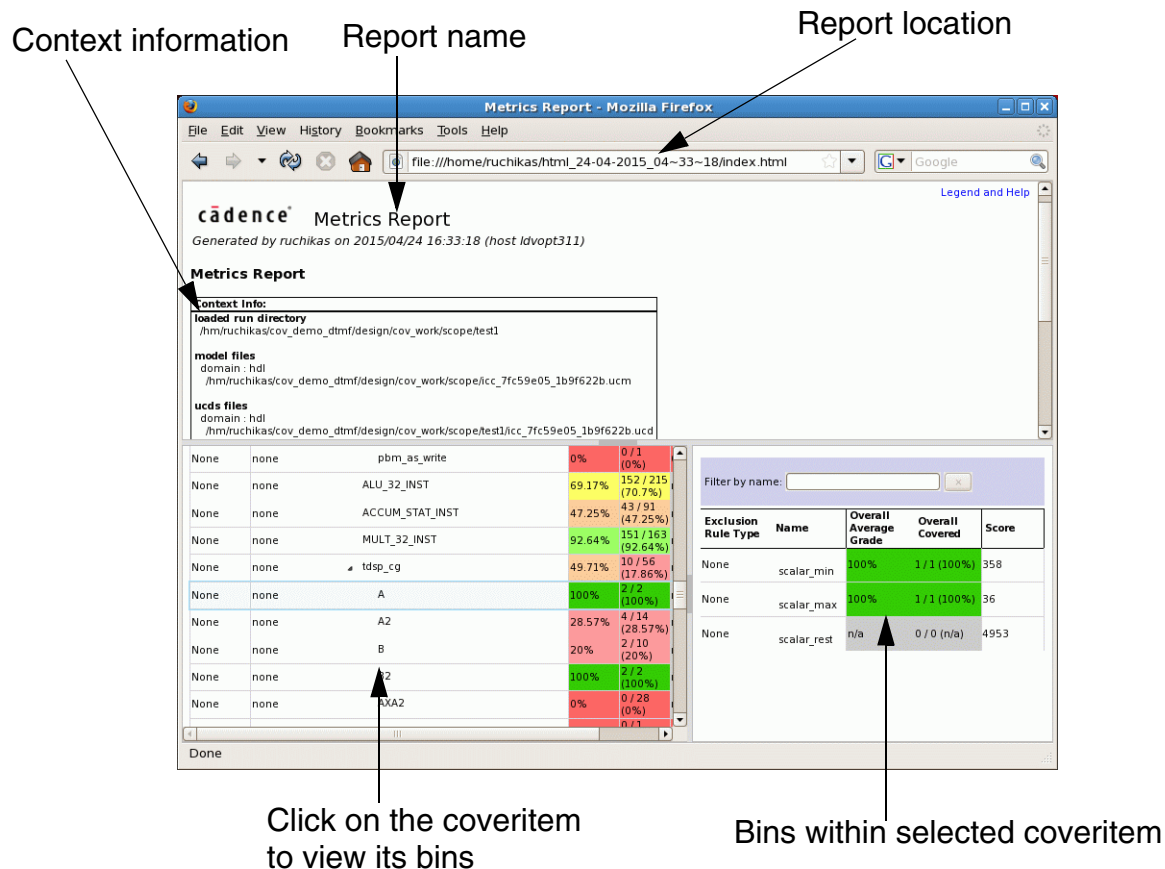 Context information
Report name
Report location
Metrics Report - Mozilla Firefox
File Edit View History Bookmarks Tools Help
file:///home/ruchikas/html_24-04-2015_04~33~18/index.html
G Google
Legend and Help
cādence® Metrics Report
Generated by ruchikas on 2015/04/24 16:33:18 (host ldvopt311)
Metrics Report
Context Info:
loaded run directory
/hm/ruchikas/cov_demo_dtmf/design/cov_work/scope/test1
model files
domain : hdl
/hm/ruchikas/cov_demo_dtmf/design/cov_work/scope/icc_7fc59e05_1b9f622b.ucm
ucds files
domain : hdl
/hm/ruchikas/cov_demo_dtmf/design/cov_work/scope/test1/icc_7fc59e05_1b9f622b.ucd
None none pbm_as_write 0% 0 / 1 (0%)
None none ALU_32_INST 69.17% 152 / 215 (70.7%)
None none ACCUM_STAT_INST 47.25% 43 / 91 (47.25%)
None none MULT_32_INST 92.64% 151 / 163 (92.64%)
None none tdsp_cg 49.71% 10 / 56 (17.86%)
None none A 100% 2 / 2 (100%)
None none A2 28.57% 4 / 14 (28.57%)
None none B 20% 2 / 10 (20%)
None none B2 100% 2 / 2 (100%)
None none AXA2 0% 0 / 28 (0%)
0 / 1
Filter by name:
Exclusion Rule Type Name Overall Average Grade Overall Covered Score
None scalar_min 100% 1 / 1 (100%) 358
None scalar_max 100% 1 / 1 (100%) 36
None scalar_rest n/a 0 / 0 (n/a) 4953
Done
Click on the coveritem
to view its bins
Bins within selected coveritem